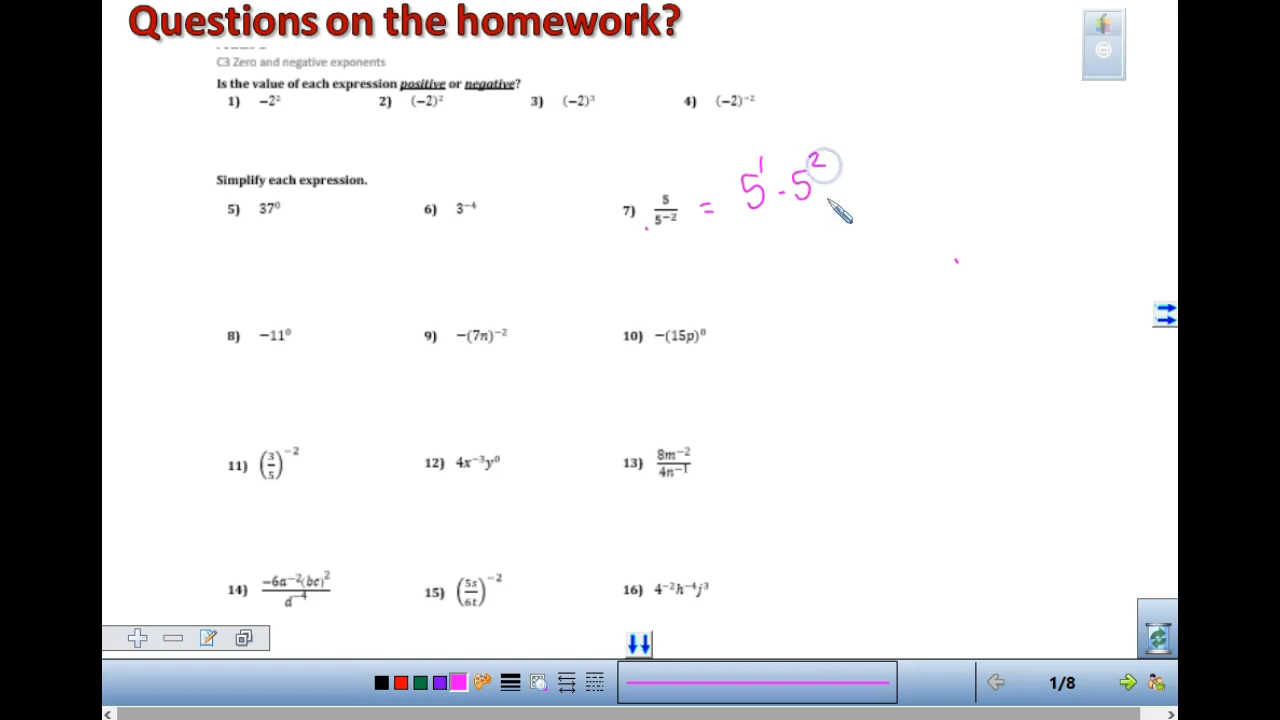 Questions on the homework?
C3 Zero and negative exponents
Is the value of each expression positive or negative?
1) −2² 2) (−2)² 3) (−2)³ 4) (−2)⁻²
Simplify each expression.
5) 37⁰ 6) 3⁻⁴ 7) 5/5⁻² = 5¹ · 5²
8) −11⁰ 9) −(7n)⁻² 10) −(15p)⁰
11) (3/5)⁻² 12) 4x⁻³y⁰ 13) 8m⁻²/4n⁻¹
14) −6a⁻²(bc)²/d⁻⁴ 15) (5s/6t)⁻² 16) 4⁻²h⁻⁴j³
1/8